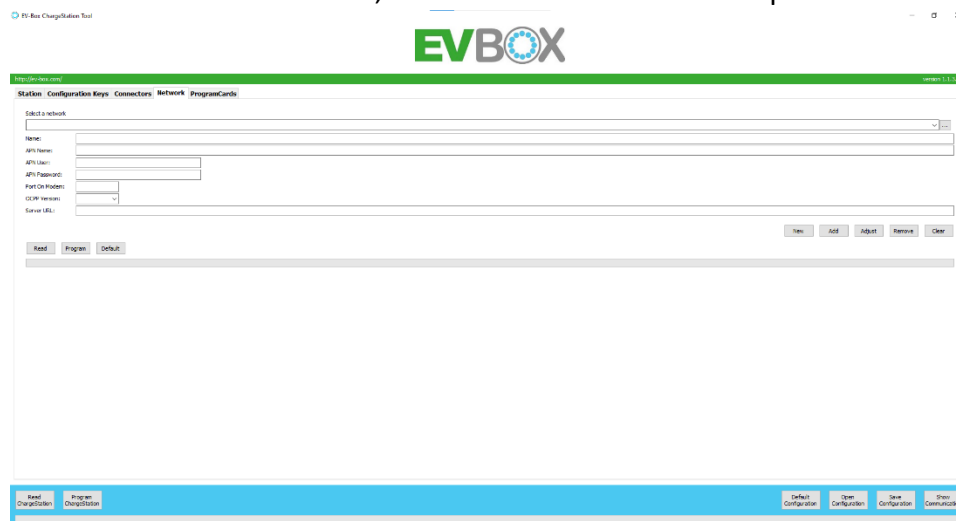 EV-Box ChargeStation Tool
EVBOX
http://ev-box.com/
Station Configuration Keys Connectors Network ProgramCards
Select a network
...
Name:
APN Name:
APN User:
APN Password:
Port On Modem:
OCPP Version:
Server URL:
New Add Adjust Remove Clear
Read Program Default
Read ChargeStation
Program ChargeStation
Default Configuration
Open Configuration
Save Configuration
Show